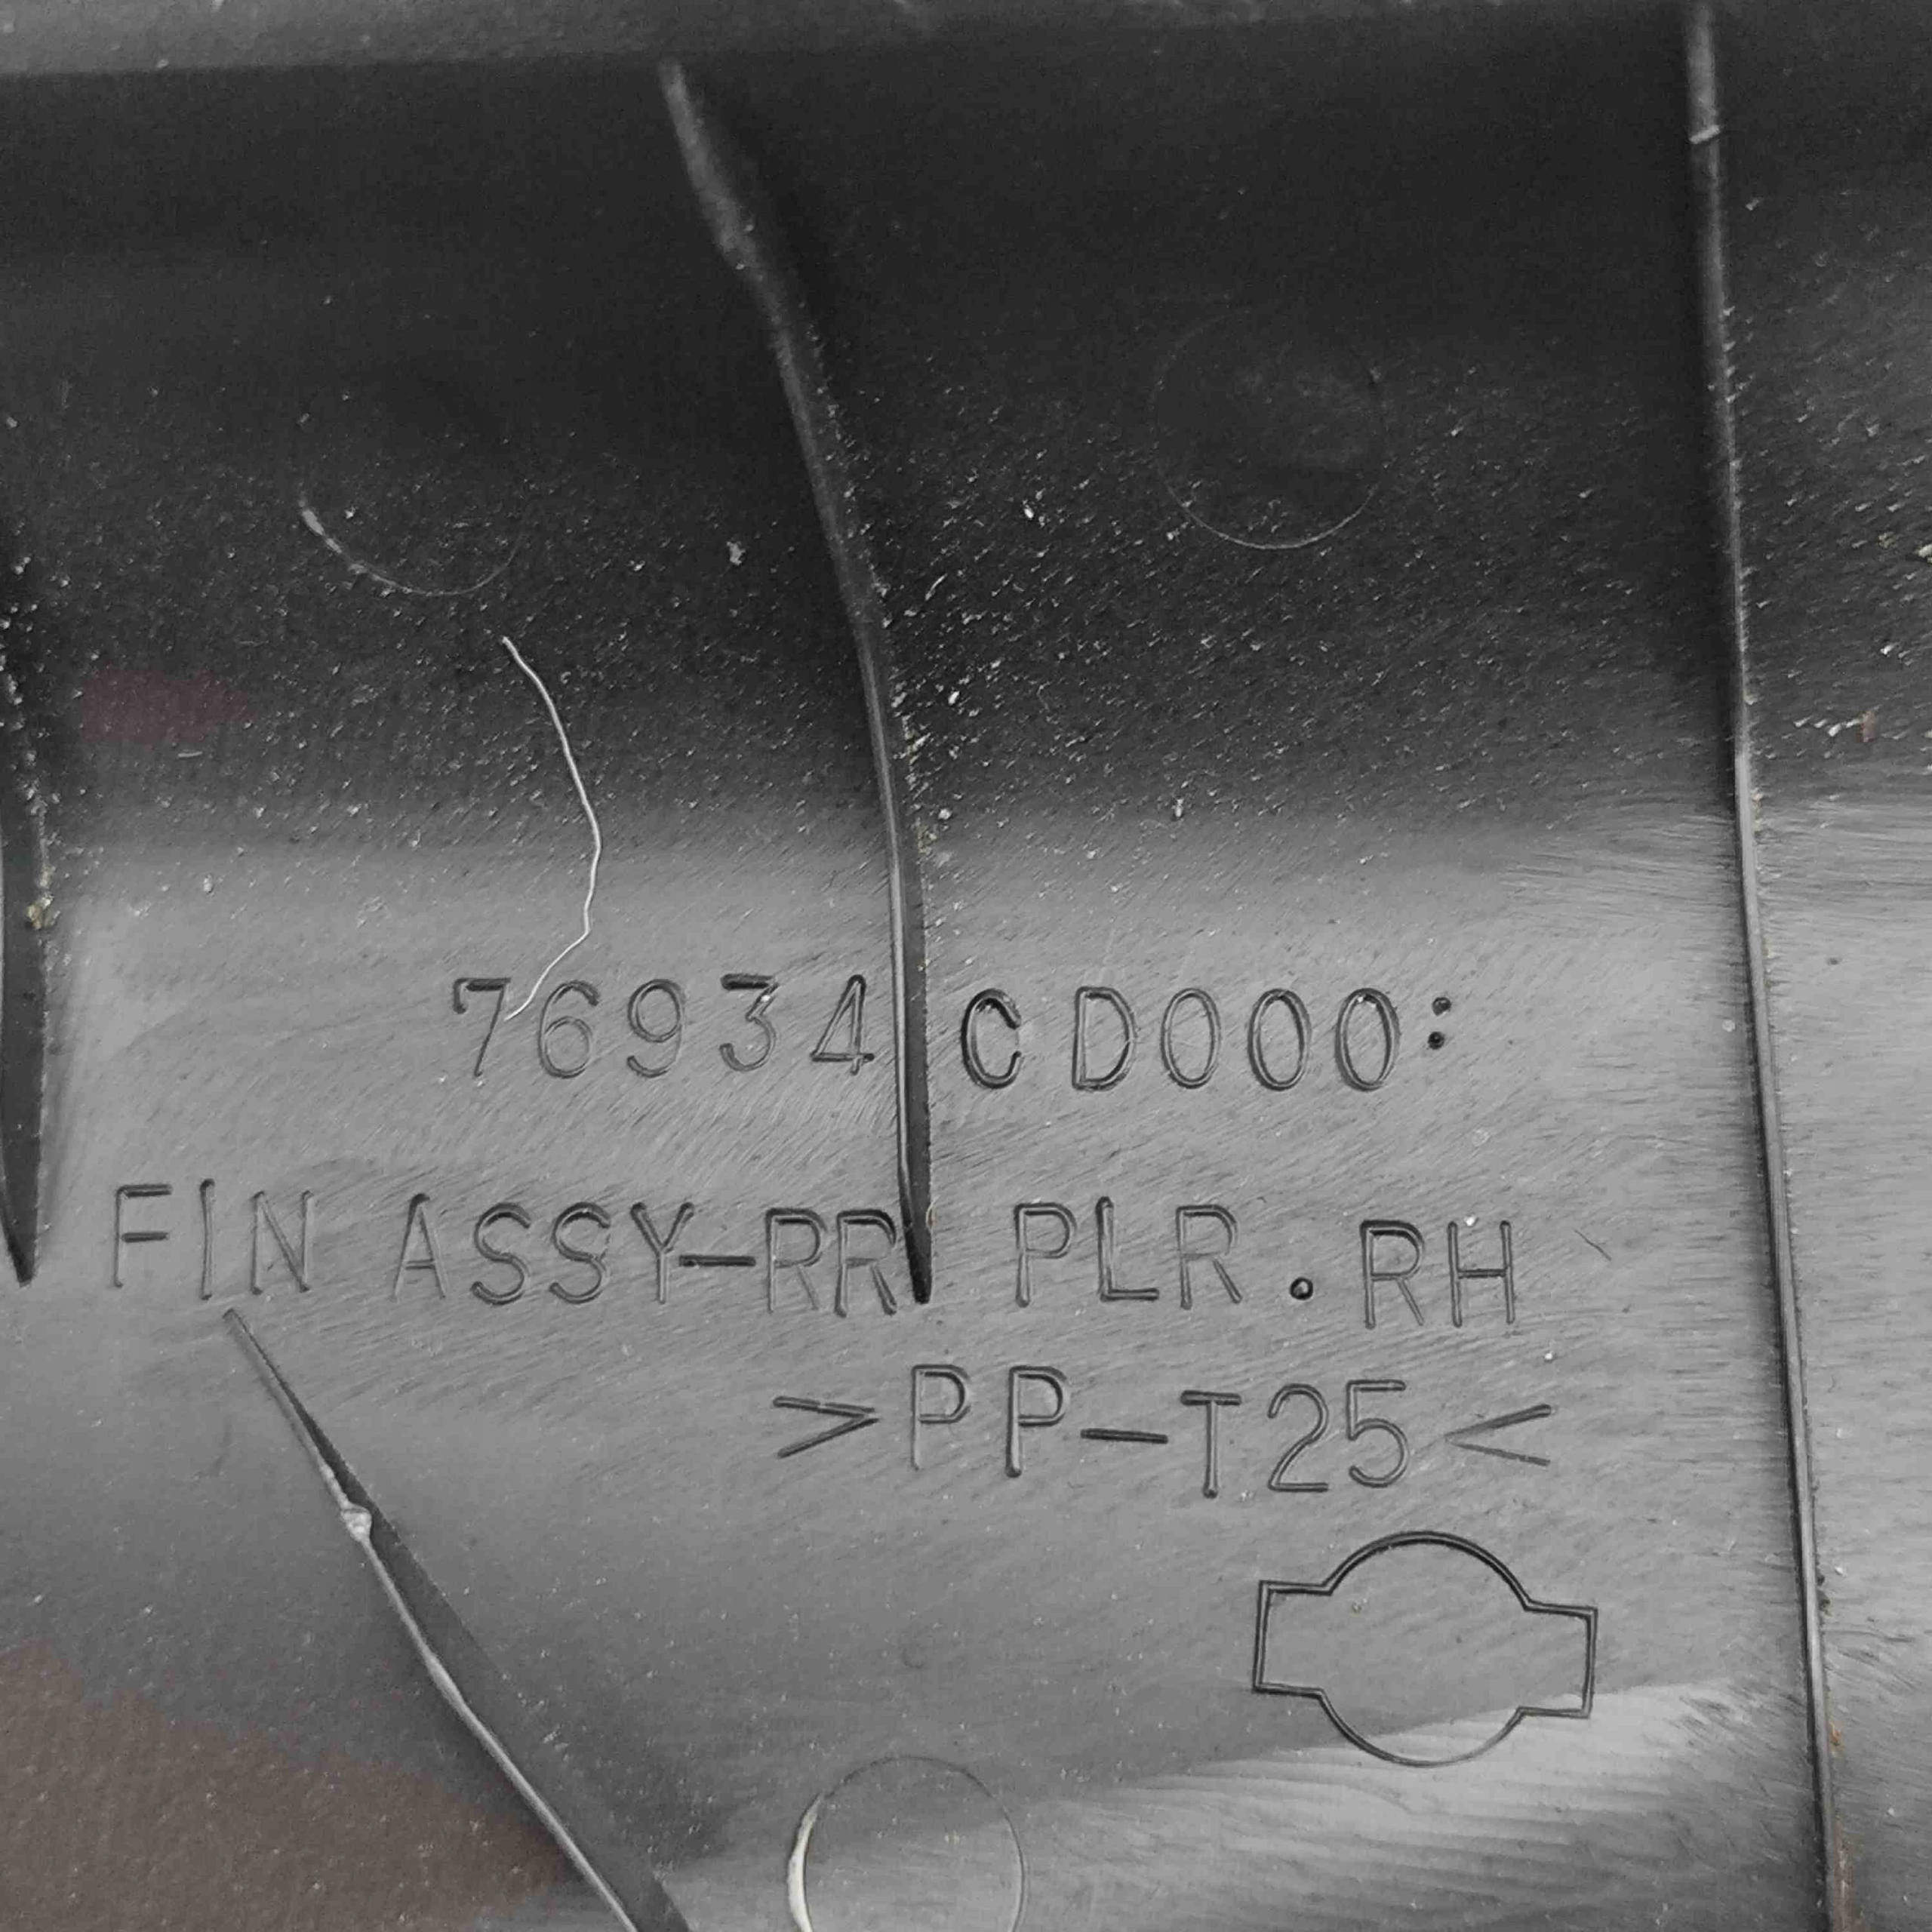 76934 CD000:
FIN ASSY-RR PLR.RH
>PP-T25<